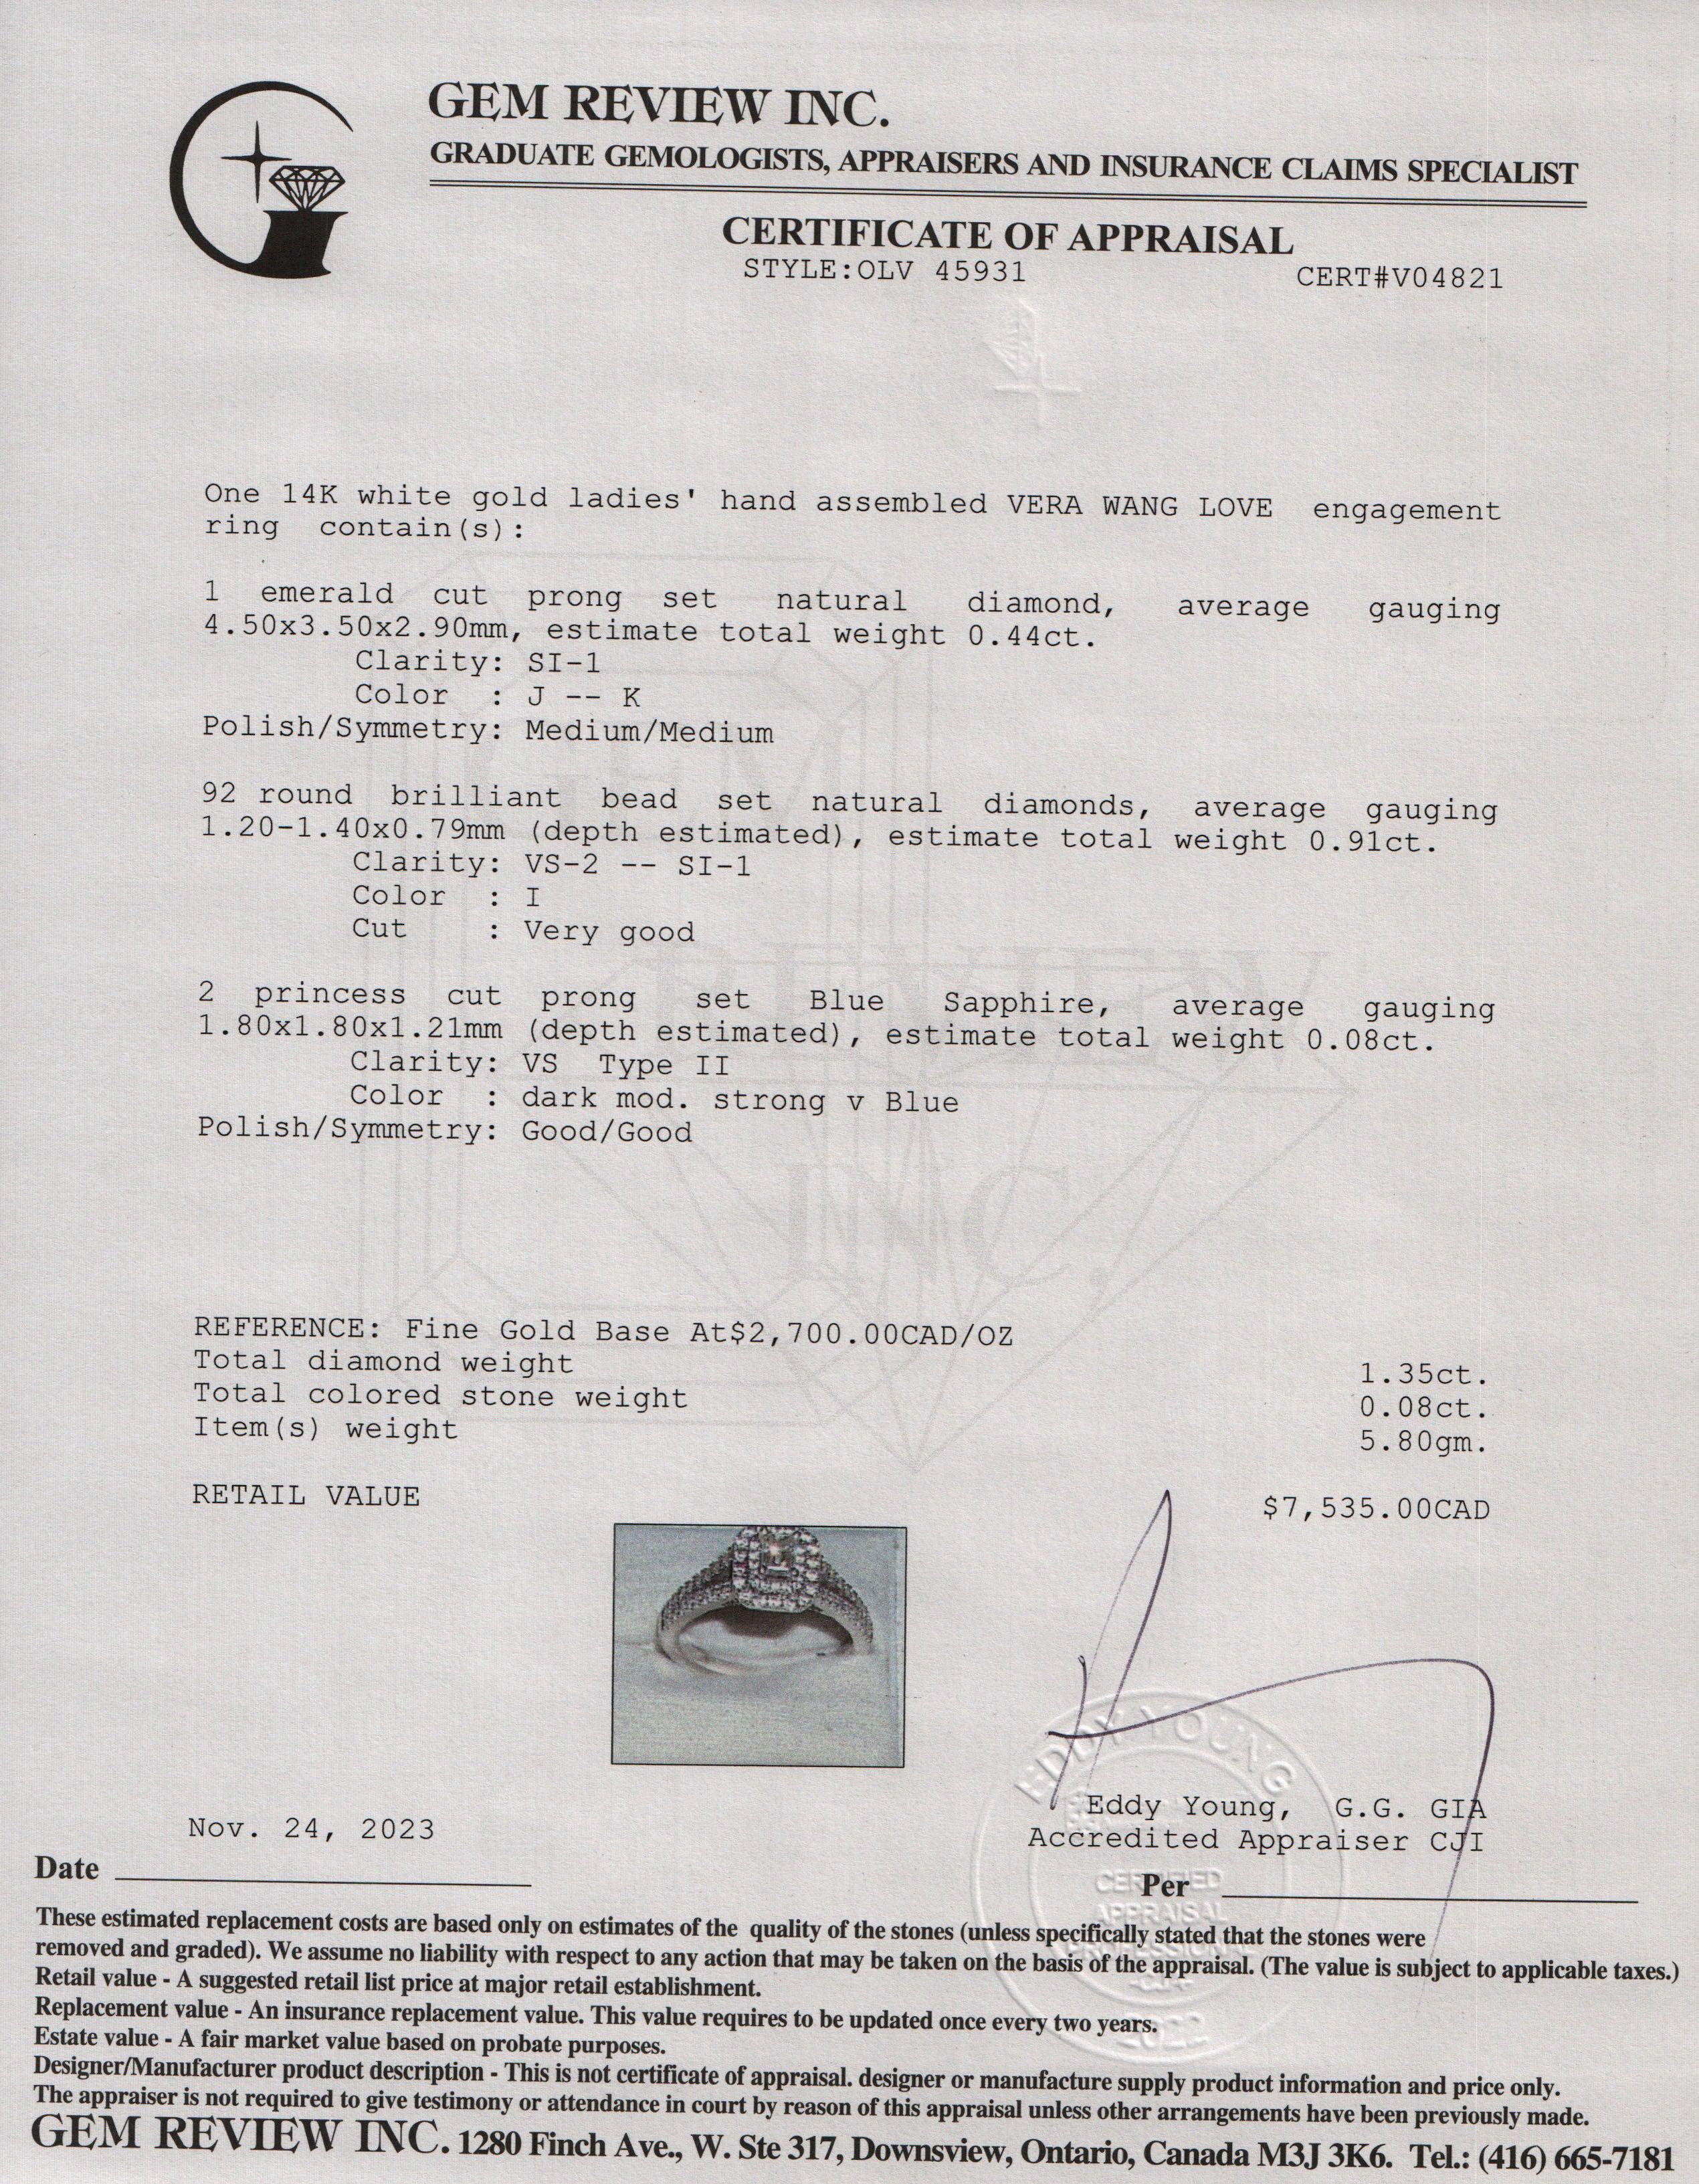 GEM REVIEW INC.
GRADUATE GEMOLOGISTS, APPRAISERS AND INSURANCE CLAIMS SPECIALIST
CERTIFICATE OF APPRAISAL
STYLE:OLV 45931 CERT#V04821
One 14K white gold ladies' hand assembled VERA WANG LOVE engagement
ring contain(s):
1 emerald cut prong set natural diamond, average gauging
4.50x3.50x2.90mm, estimate total weight 0.44ct.
Clarity: SI-1
Color : J -- K
Polish/Symmetry: Medium/Medium
92 round brilliant bead set natural diamonds, average gauging
1.20-1.40x0.79mm (depth estimated), estimate total weight 0.91ct.
Clarity: VS-2 -- SI-1
Color : I
Cut : Very good
2 princess cut prong set Blue Sapphire, average gauging
1.80x1.80x1.21mm (depth estimated), estimate total weight 0.08ct.
Clarity: VS Type II
Color : dark mod. strong v Blue
Polish/Symmetry: Good/Good
GEM
REVIEW
INC.
REFERENCE: Fine Gold Base At$2,700.00CAD/OZ
Total diamond weight 1.35ct.
Total colored stone weight 0.08ct.
Item(s) weight 5.80gm.
RETAIL VALUE $7,535.00CAD
EDDY YOUNG
Eddy Young, G.G. GIA
Nov. 24, 2023 Accredited Appraiser CJI
CERTIFIED
APPRAISAL
PROFESSIONAL
Date Per
These estimated replacement costs are based only on estimates of the quality of the stones (unless specifically stated that the stones were
removed and graded). We assume no liability with respect to any action that may be taken on the basis of the appraisal. (The value is subject to applicable taxes.)
Retail value - A suggested retail list price at major retail establishment.
Replacement value - An insurance replacement value. This value requires to be updated once every two years.
Estate value - A fair market value based on probate purposes.
Designer/Manufacturer product description - This is not certificate of appraisal. designer or manufacture supply product information and price only.
The appraiser is not required to give testimony or attendance in court by reason of this appraisal unless other arrangements have been previously made.
GEM REVIEW INC. 1280 Finch Ave., W. Ste 317, Downsview, Ontario, Canada M3J 3K6. Tel.: (416) 665-7181